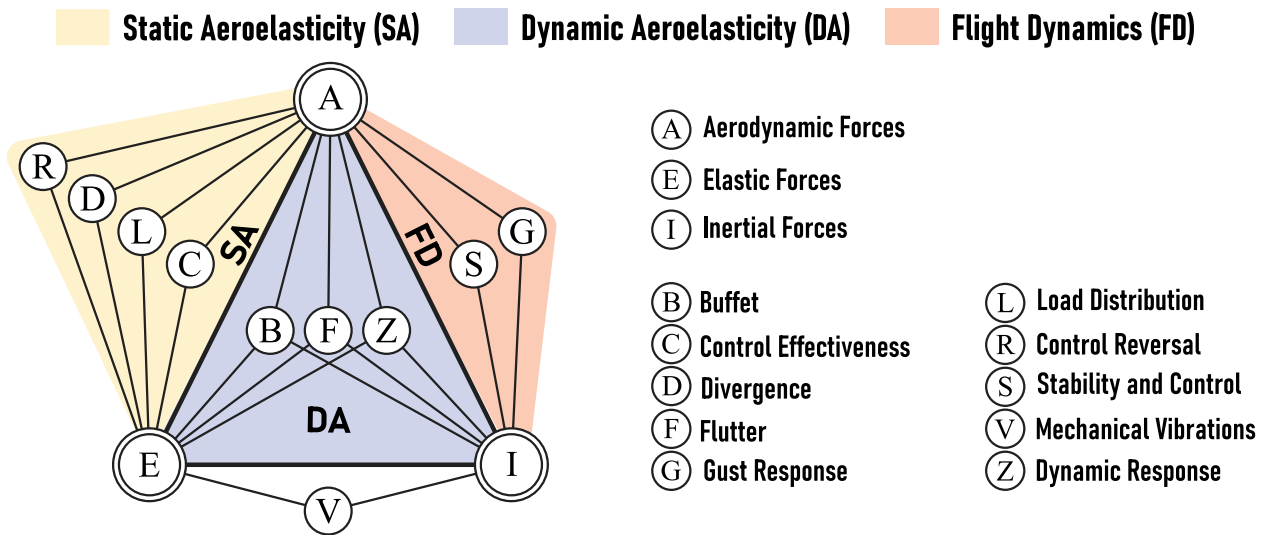 Static Aeroelasticity (SA) Dynamic Aeroelasticity (DA) Flight Dynamics (FD)
A
R
D
L
C
SA
FD
G
S
B F Z
DA
E
I
V
A Aerodynamic Forces
E Elastic Forces
I Inertial Forces
B Buffet
C Control Effectiveness
D Divergence
F Flutter
G Gust Response
L Load Distribution
R Control Reversal
S Stability and Control
V Mechanical Vibrations
Z Dynamic Response